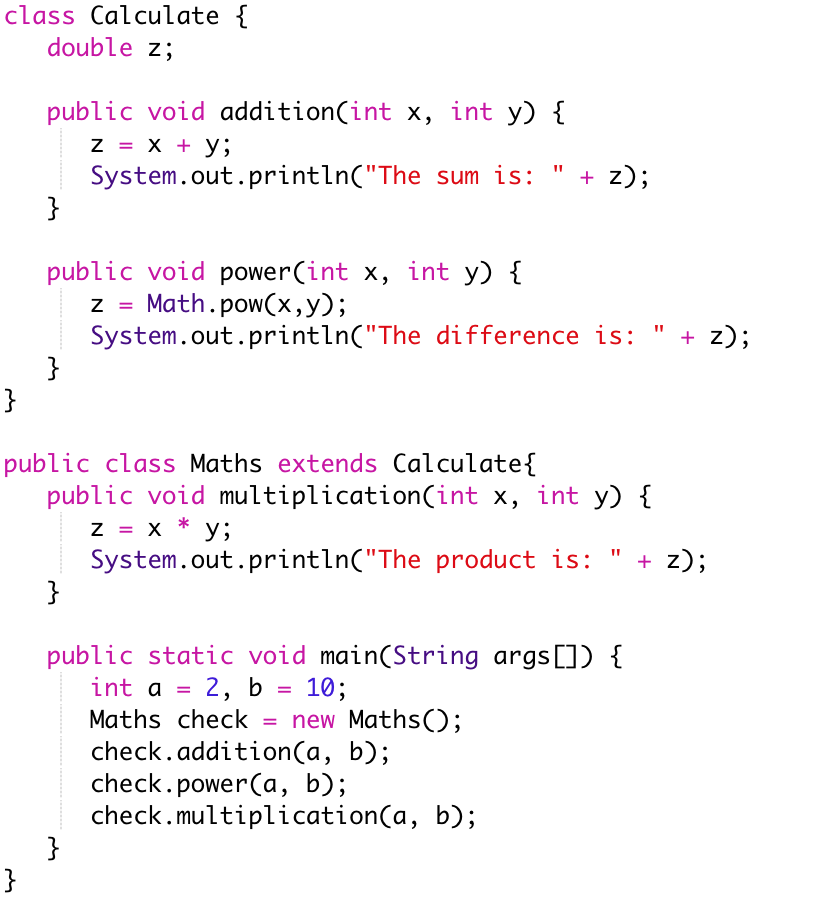 class Calculate {
   double z;

   public void addition(int x, int y) {
      z = x + y;
      System.out.println("The sum is: " + z);
   }

   public void power(int x, int y) {
      z = Math.pow(x,y);
      System.out.println("The difference is: " + z);
   }
}

public class Maths extends Calculate{
   public void multiplication(int x, int y) {
      z = x * y;
      System.out.println("The product is: " + z);
   }

   public static void main(String args[]) {
      int a = 2, b = 10;
      Maths check = new Maths();
      check.addition(a, b);
      check.power(a, b);
      check.multiplication(a, b);
   }
}